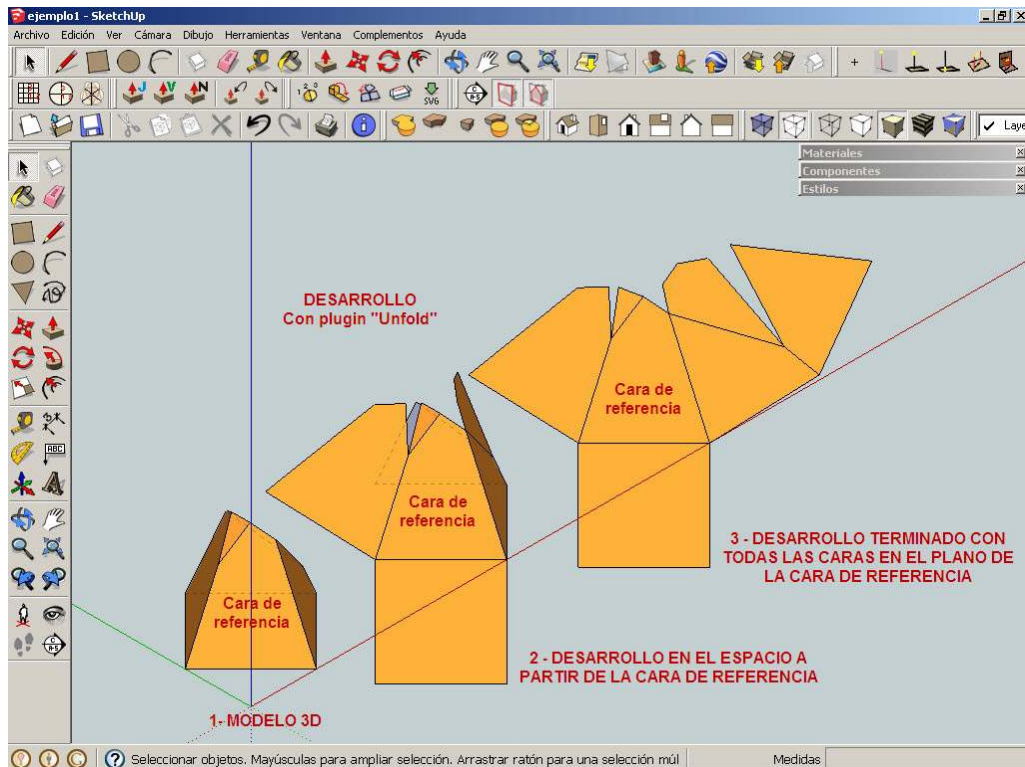 ejemplo1 - SketchUp
Archivo Edición Ver Cámara Dibujo Herramientas Ventana Complementos Ayuda
SVG
Laye
Materiales
Componentes
Estilos
ABC
DESARROLLO
Con plugin "Unfold"
Cara de
referencia
Cara de
referencia
Cara de
referencia
3 - DESARROLLO TERMINADO CON
TODAS LAS CARAS EN EL PLANO DE
LA CARA DE REFERENCIA
2 - DESARROLLO EN EL ESPACIO A
PARTIR DE LA CARA DE REFERENCIA
1- MODELO 3D
Seleccionar objetos. Mayúsculas para ampliar selección. Arrastrar ratón para una selección múl
Medidas